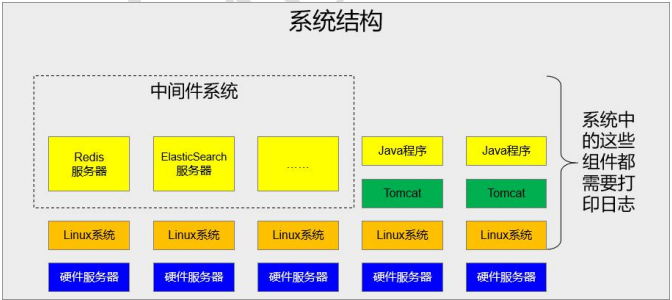 系统结构
中间件系统
Redis
服务器
ElasticSearch
服务器
……
Java程序
Java程序
Tomcat
Tomcat
Linux系统
Linux系统
Linux系统
Linux系统
Linux系统
硬件服务器
硬件服务器
硬件服务器
硬件服务器
硬件服务器
系统中
的这些
组件都
需要打
印日志